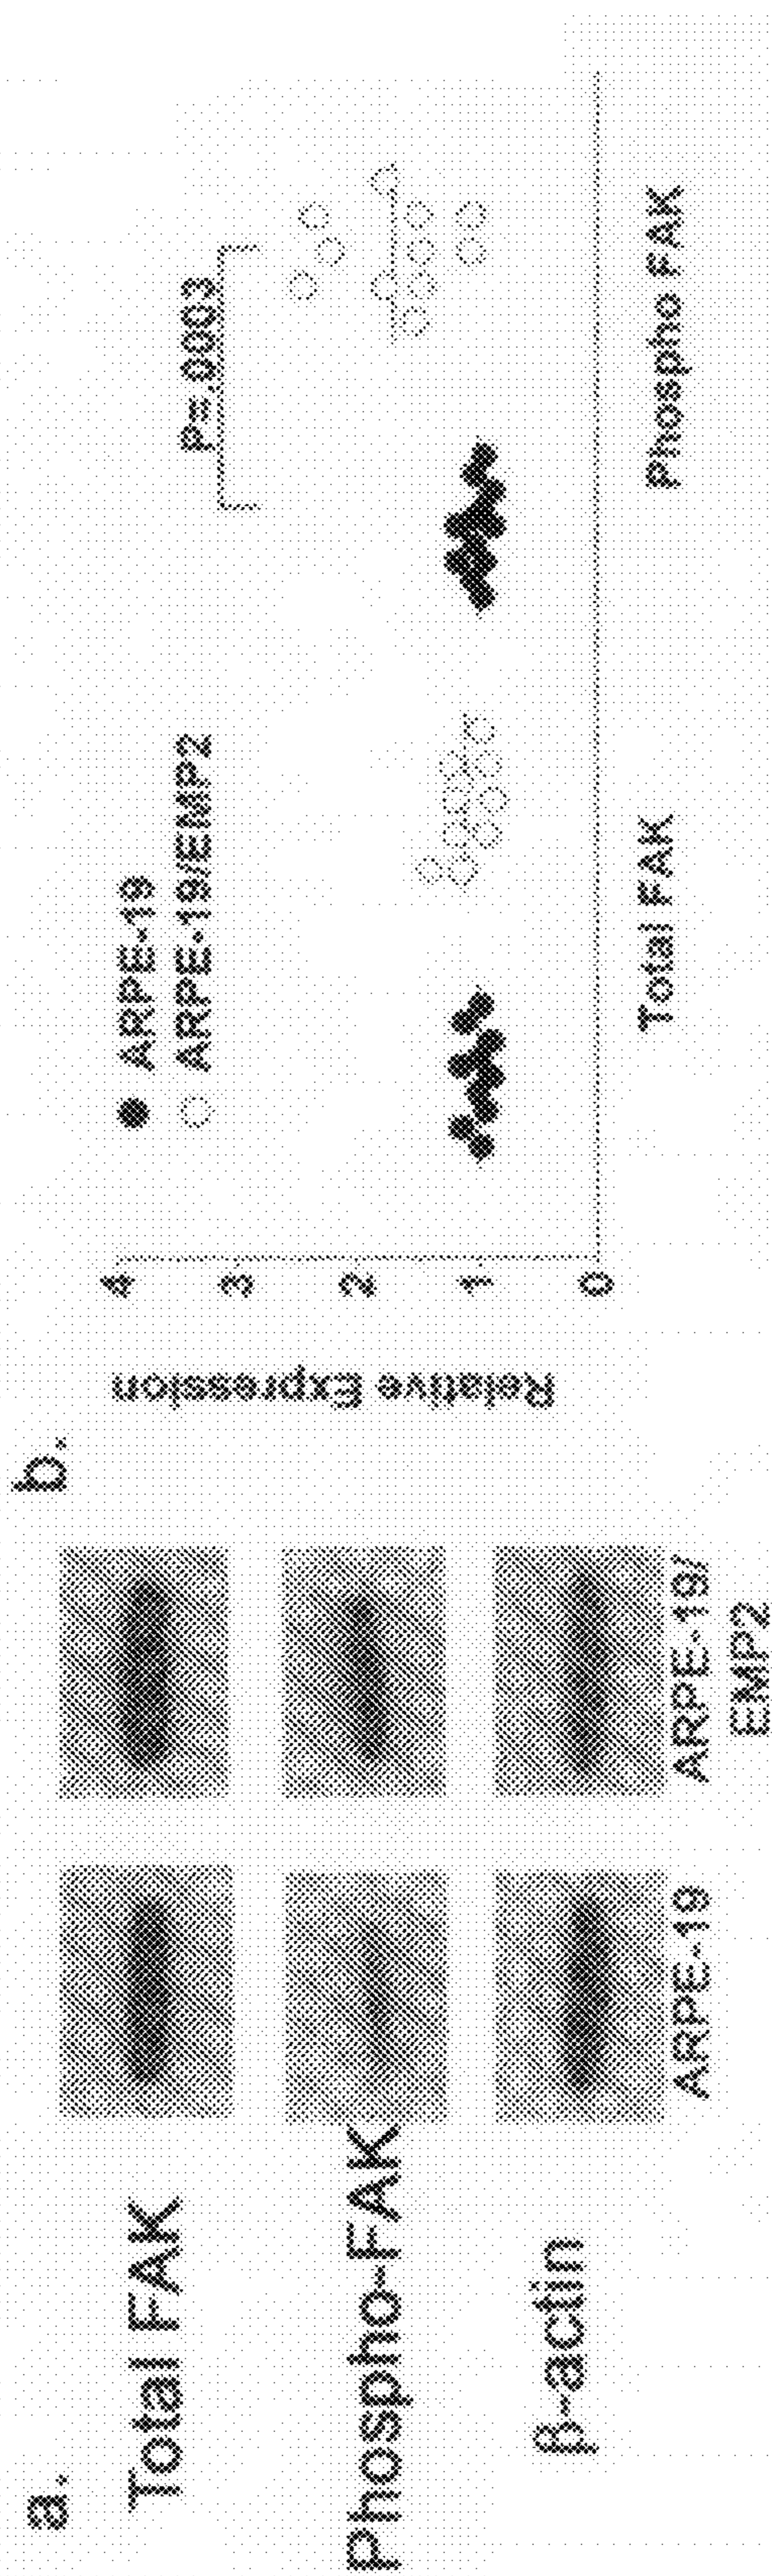 a.
Total FAK
Phospho-FAK
β-actin
ARPE-19
ARPE-19/
EMP2
b.
Relative Expression
4
3
2
1
0
ARPE-19
ARPE-19/EMP2
P=.0003
Total FAK
Phospho FAK